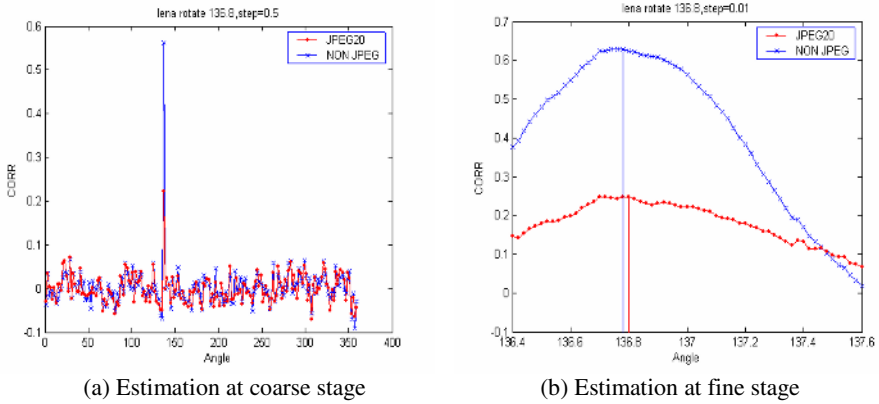 lena rotate 136.8,step=0.5
0.6
0.5
0.4
0.3
0.2
0.1
0
-0.1
CORR
JPEG20
NON JPEG
0 50 100 150 200 250 300 350 400
Angle
(a) Estimation at coarse stage
lena rotate 136.8,step=0.01
0.7
0.6
0.5
0.4
0.3
0.2
0.1
0
-0.1
CORR
JPEG20
NON JPEG
136.4 136.6 136.8 137 137.2 137.4 137.6
Angle
(b) Estimation at fine stage